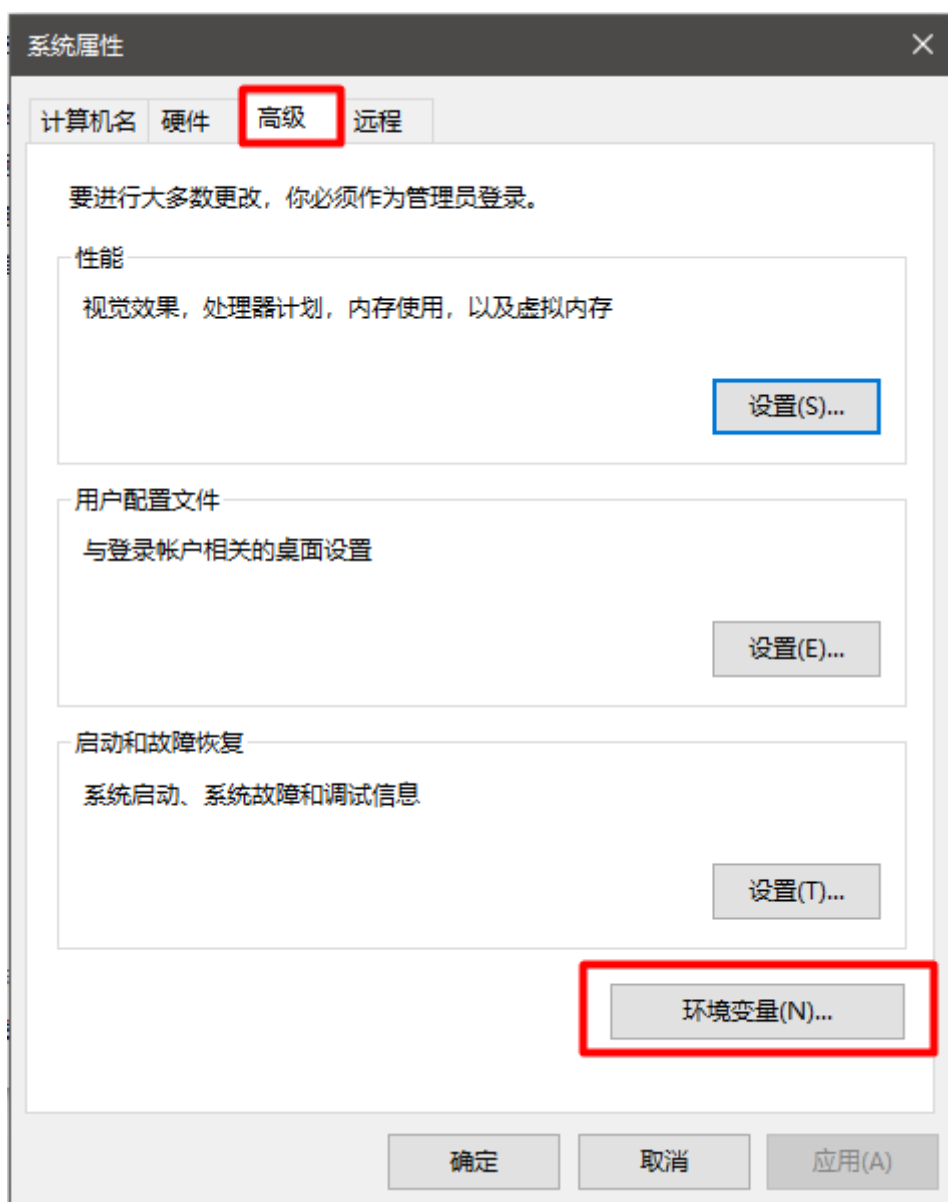 系统属性
计算机名 硬件 高级 远程
要进行大多数更改，你必须作为管理员登录。
性能
视觉效果，处理器计划，内存使用，以及虚拟内存
设置(S)...
用户配置文件
与登录帐户相关的桌面设置
设置(E)...
启动和故障恢复
系统启动、系统故障和调试信息
设置(T)...
环境变量(N)...
确定 取消 应用(A)